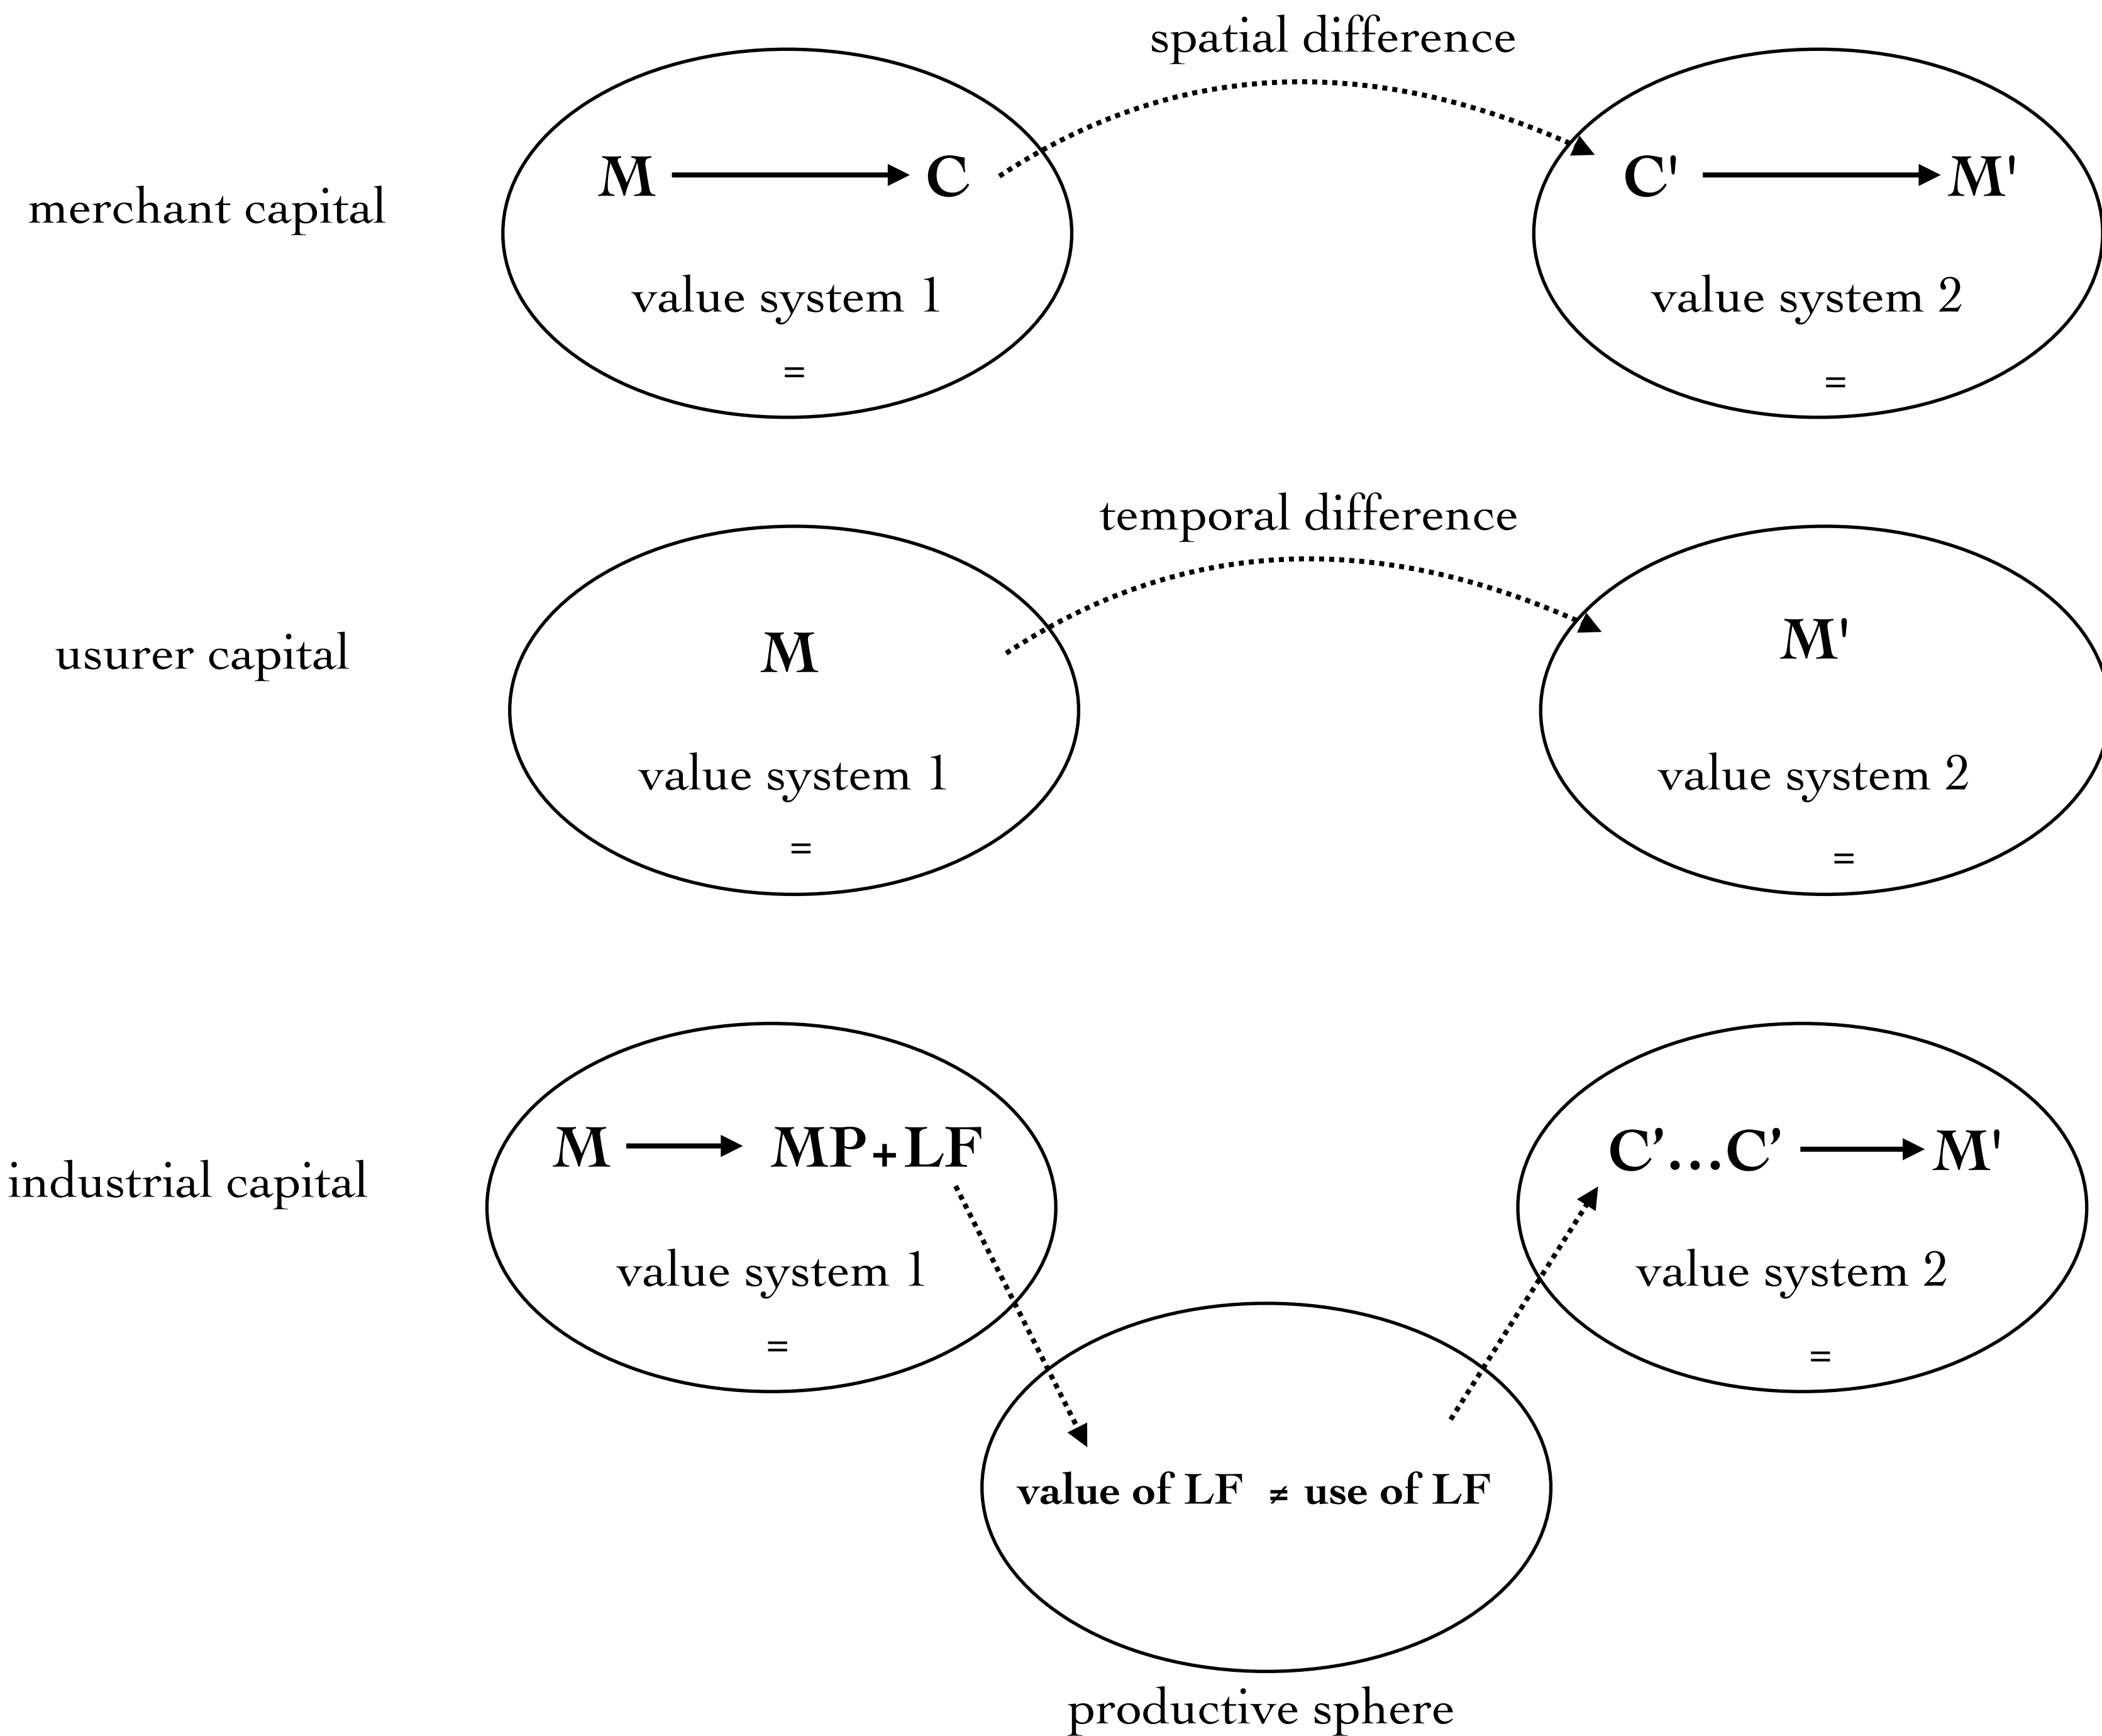 spatial difference
M C C' M'
merchant capital
value system 1 value system 2
= =
temporal difference
M M'
usurer capital
value system 1 value system 2
= =
M MP+LF C’...C’ M'
industrial capital
value system 1 value system 2
= =
value of LF ≠ use of LF
productive sphere